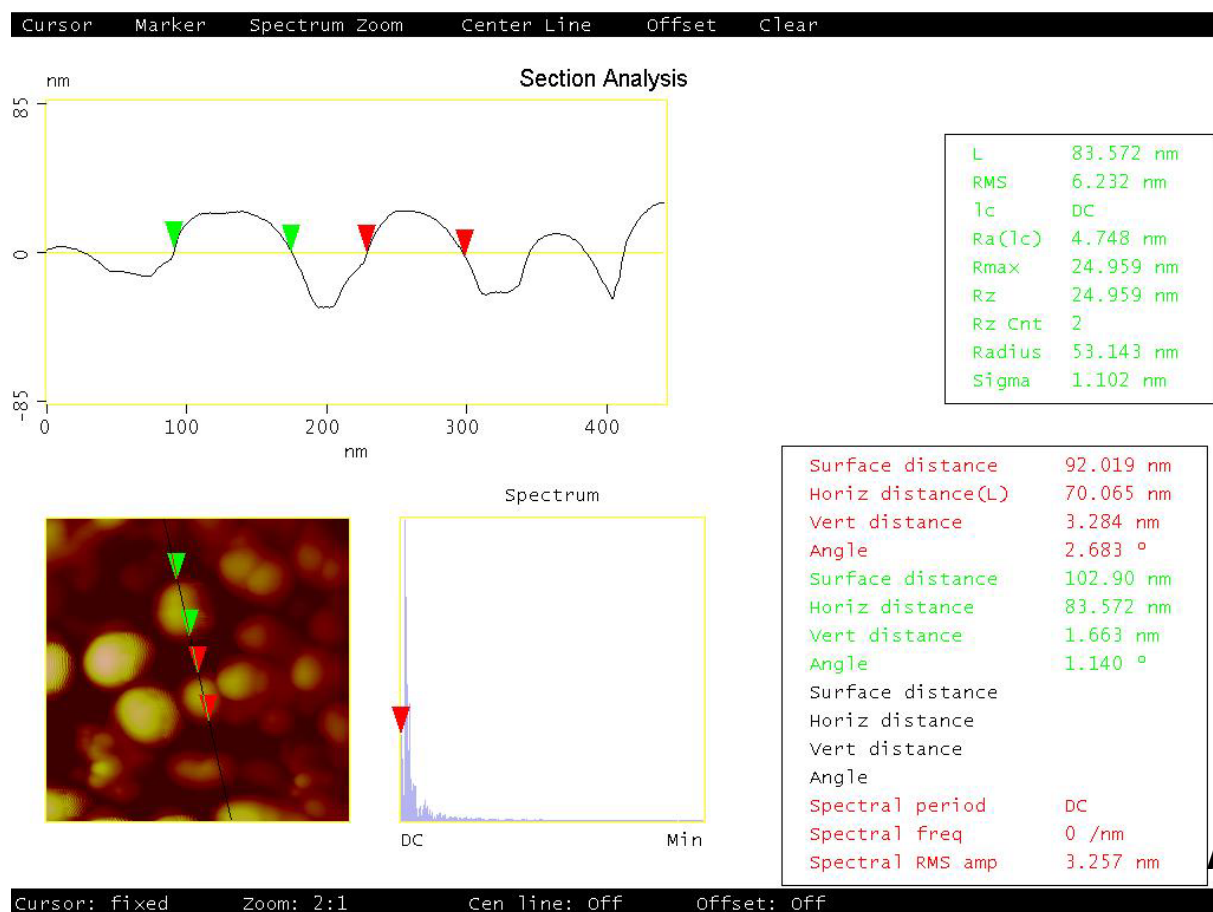 Cursor Marker Spectrum Zoom Center Line Offset Clear
Section Analysis
nm
85
0
-85
0 100 200 300 400
nm
L 83.572 nm
RMS 6.232 nm
lc DC
Ra(lc) 4.748 nm
Rmax 24.959 nm
Rz 24.959 nm
Rz Cnt 2
Radius 53.143 nm
Sigma 1.102 nm
Spectrum
DC Min
Surface distance 92.019 nm
Horiz distance(L) 70.065 nm
Vert distance 3.284 nm
Angle 2.683 º
Surface distance 102.90 nm
Horiz distance 83.572 nm
Vert distance 1.663 nm
Angle 1.140 º
Surface distance
Horiz distance
Vert distance
Angle
Spectral period DC
Spectral freq 0 /nm
Spectral RMS amp 3.257 nm
Cursor: fixed Zoom: 2:1 Cen line: Off Offset: Off